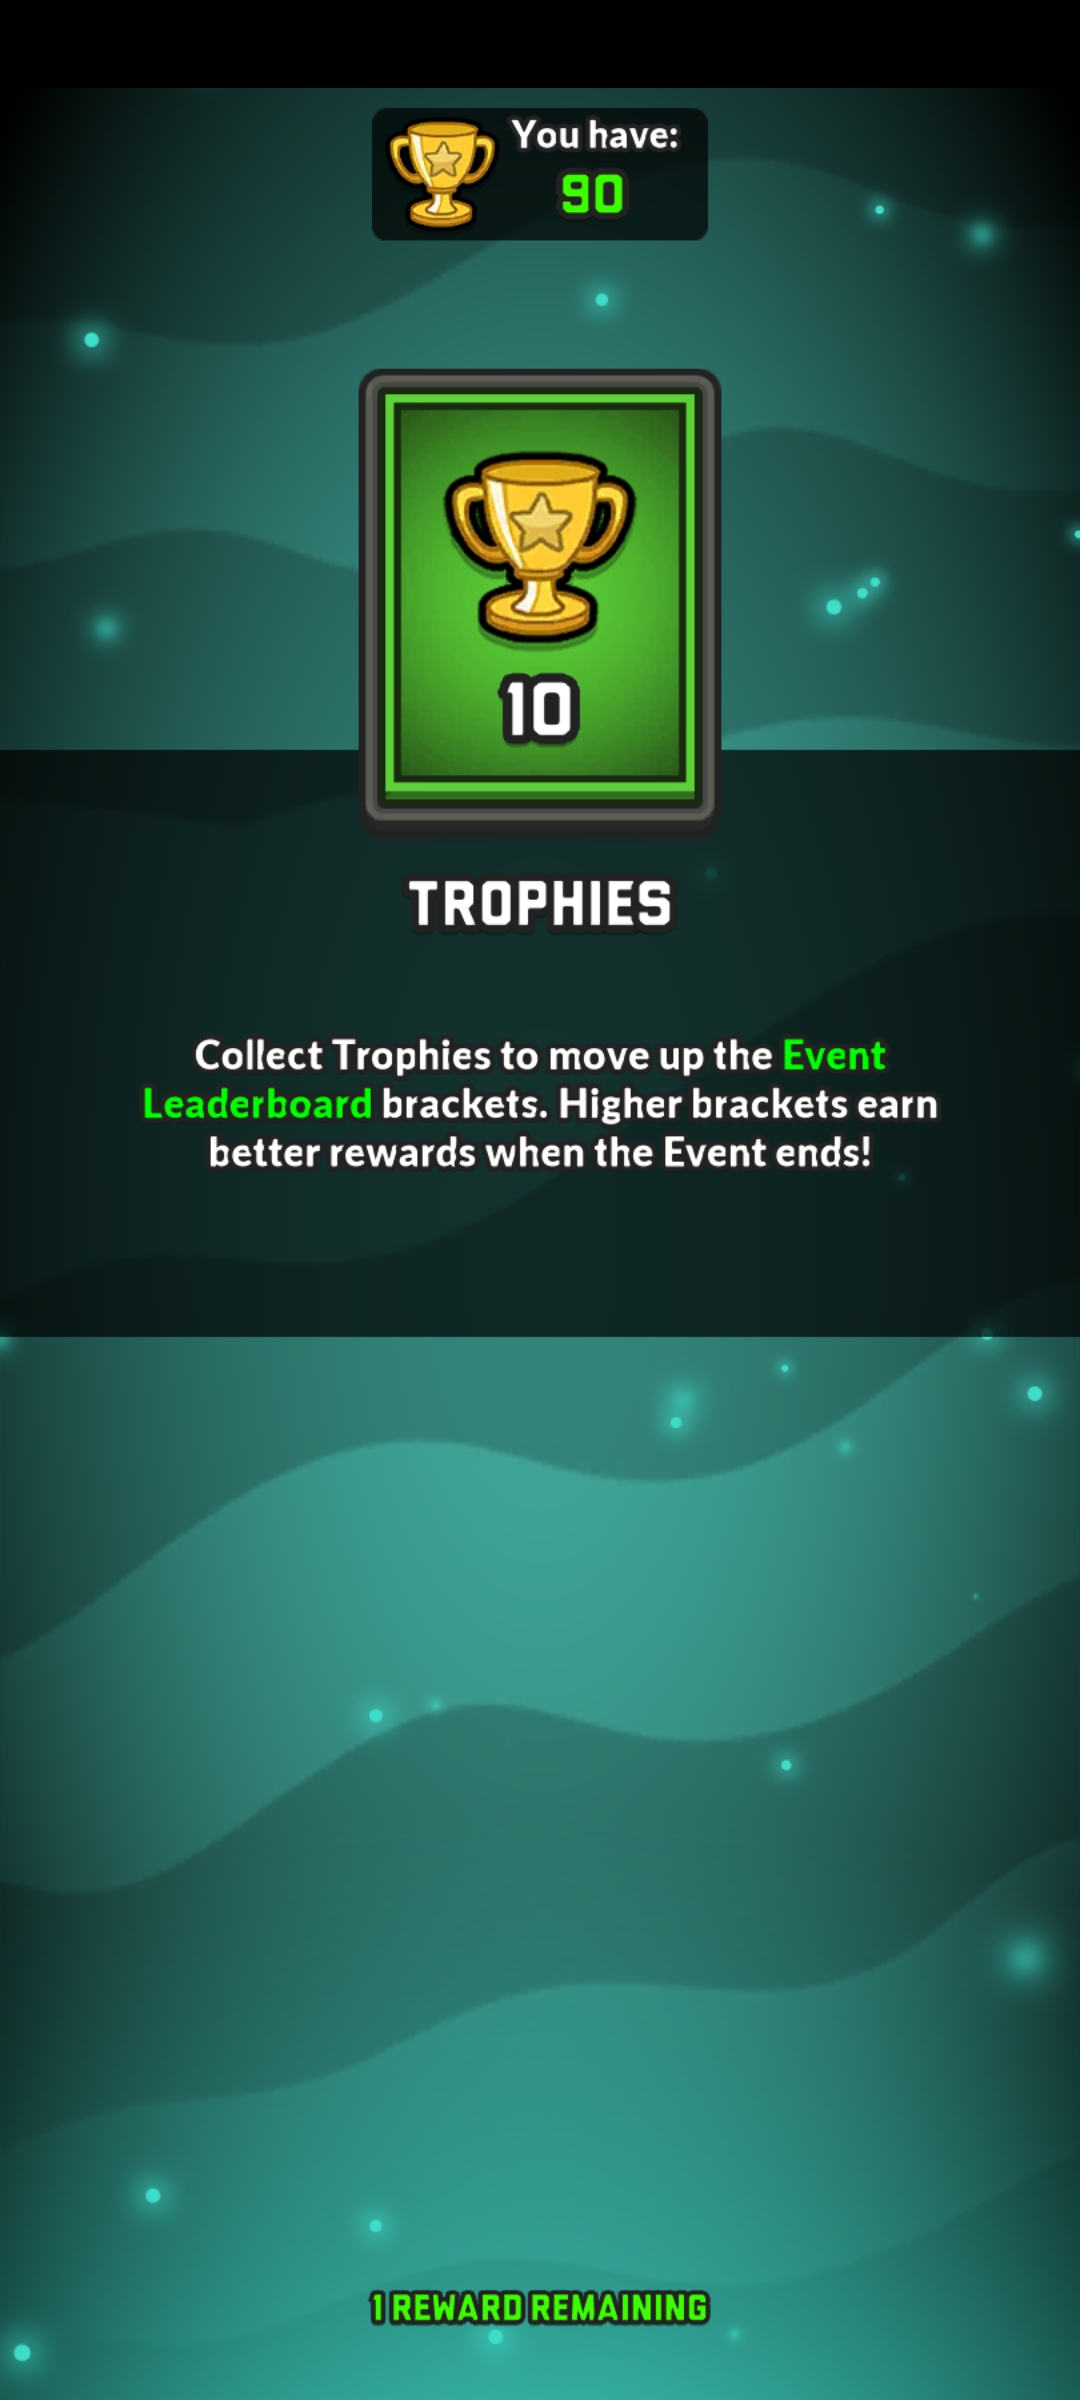 You have:
90
10
TROPHIES
Collect Trophies to move up the Event
Leaderboard brackets. Higher brackets earn
better rewards when the Event ends!
1 REWARD REMAINING